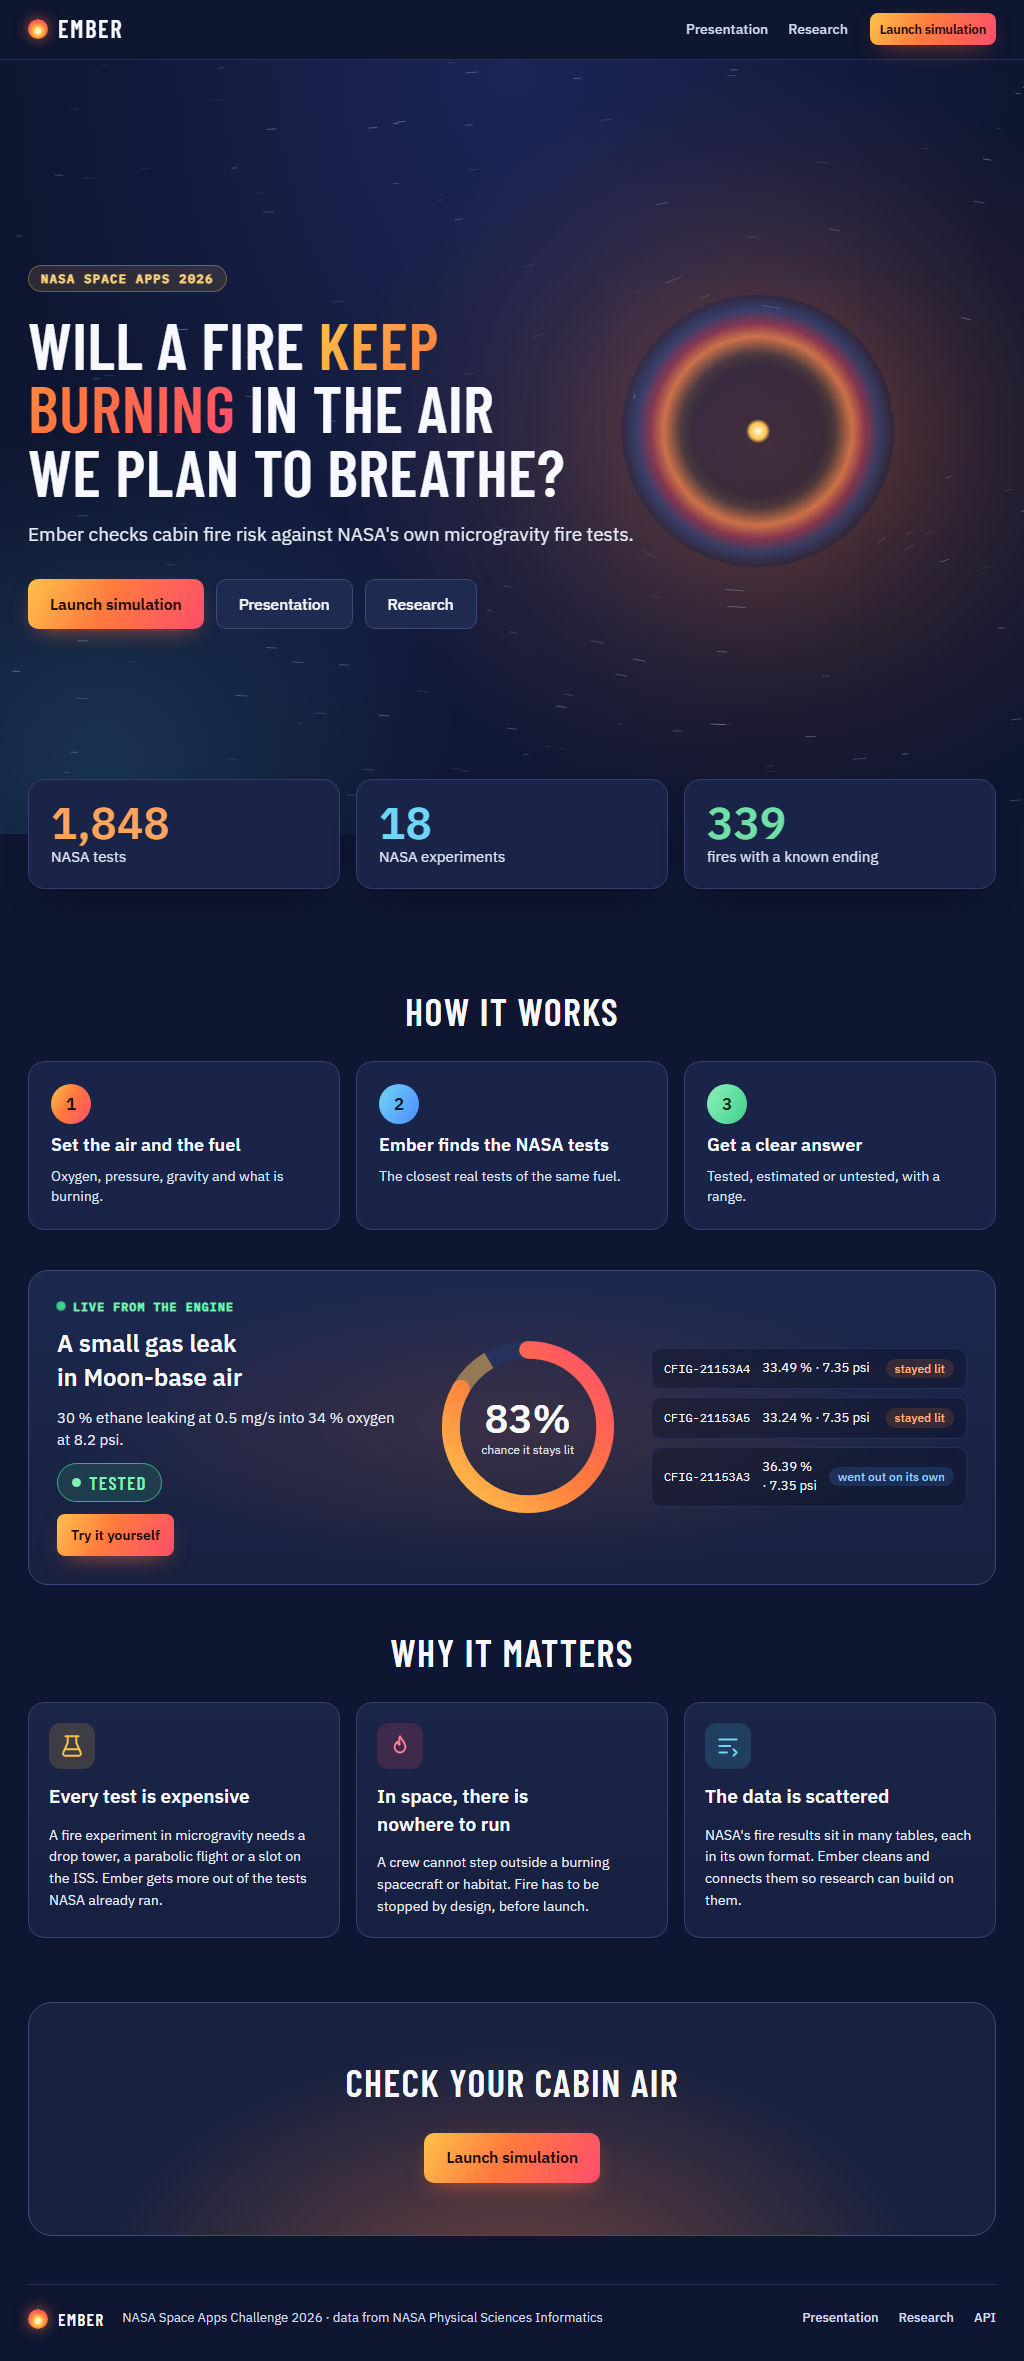 EMBER
Presentation Research Launch simulation
NASA SPACE APPS 2026
WILL A FIRE KEEP
BURNING IN THE AIR
WE PLAN TO BREATHE?
Ember checks cabin fire risk against NASA's own microgravity fire tests.
Launch simulation Presentation Research
1,848
NASA tests
18
NASA experiments
339
fires with a known ending
HOW IT WORKS
1
Set the air and the fuel
Oxygen, pressure, gravity and what is
burning.
2
Ember finds the NASA tests
The closest real tests of the same fuel.
3
Get a clear answer
Tested, estimated or untested, with a
range.
LIVE FROM THE ENGINE
A small gas leak
in Moon-base air
30 % ethane leaking at 0.5 mg/s into 34 % oxygen
at 8.2 psi.
TESTED
Try it yourself
83%
chance it stays lit
CFIG-21153A4 33.49 % · 7.35 psi stayed lit
CFIG-21153A5 33.24 % · 7.35 psi stayed lit
CFIG-21153A3 36.39 %
· 7.35 psi went out on its own
WHY IT MATTERS
Every test is expensive
A fire experiment in microgravity needs a
drop tower, a parabolic flight or a slot on
the ISS. Ember gets more out of the tests
NASA already ran.
In space, there is
nowhere to run
A crew cannot step outside a burning
spacecraft or habitat. Fire has to be
stopped by design, before launch.
The data is scattered
NASA's fire results sit in many tables, each
in its own format. Ember cleans and
connects them so research can build on
them.
CHECK YOUR CABIN AIR
Launch simulation
EMBER NASA Space Apps Challenge 2026 · data from NASA Physical Sciences Informatics
Presentation Research API